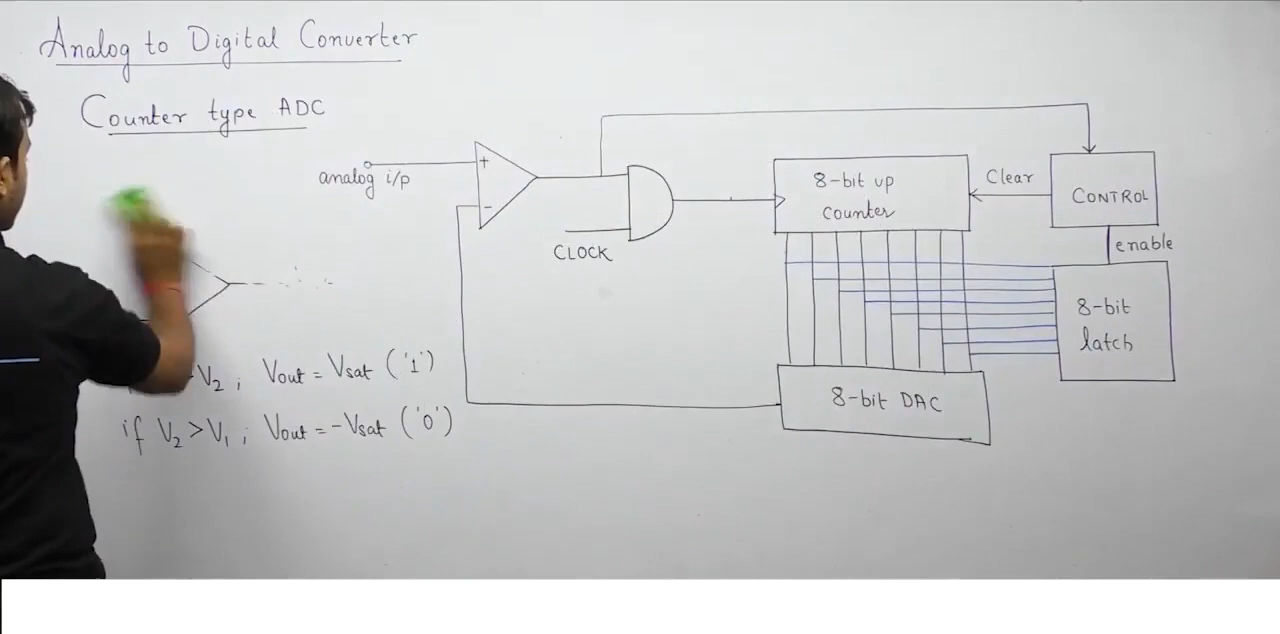 Analog to Digital Converter
Counter type ADC
analog i/p
+
-
CLOCK
8-bit up
counter
Clear
CONTROL
enable
8-bit
latch
8-bit DAC
V₂ ; Vout = Vsat ('1')
if V₂ > V₁ ; Vout = -Vsat ('0')